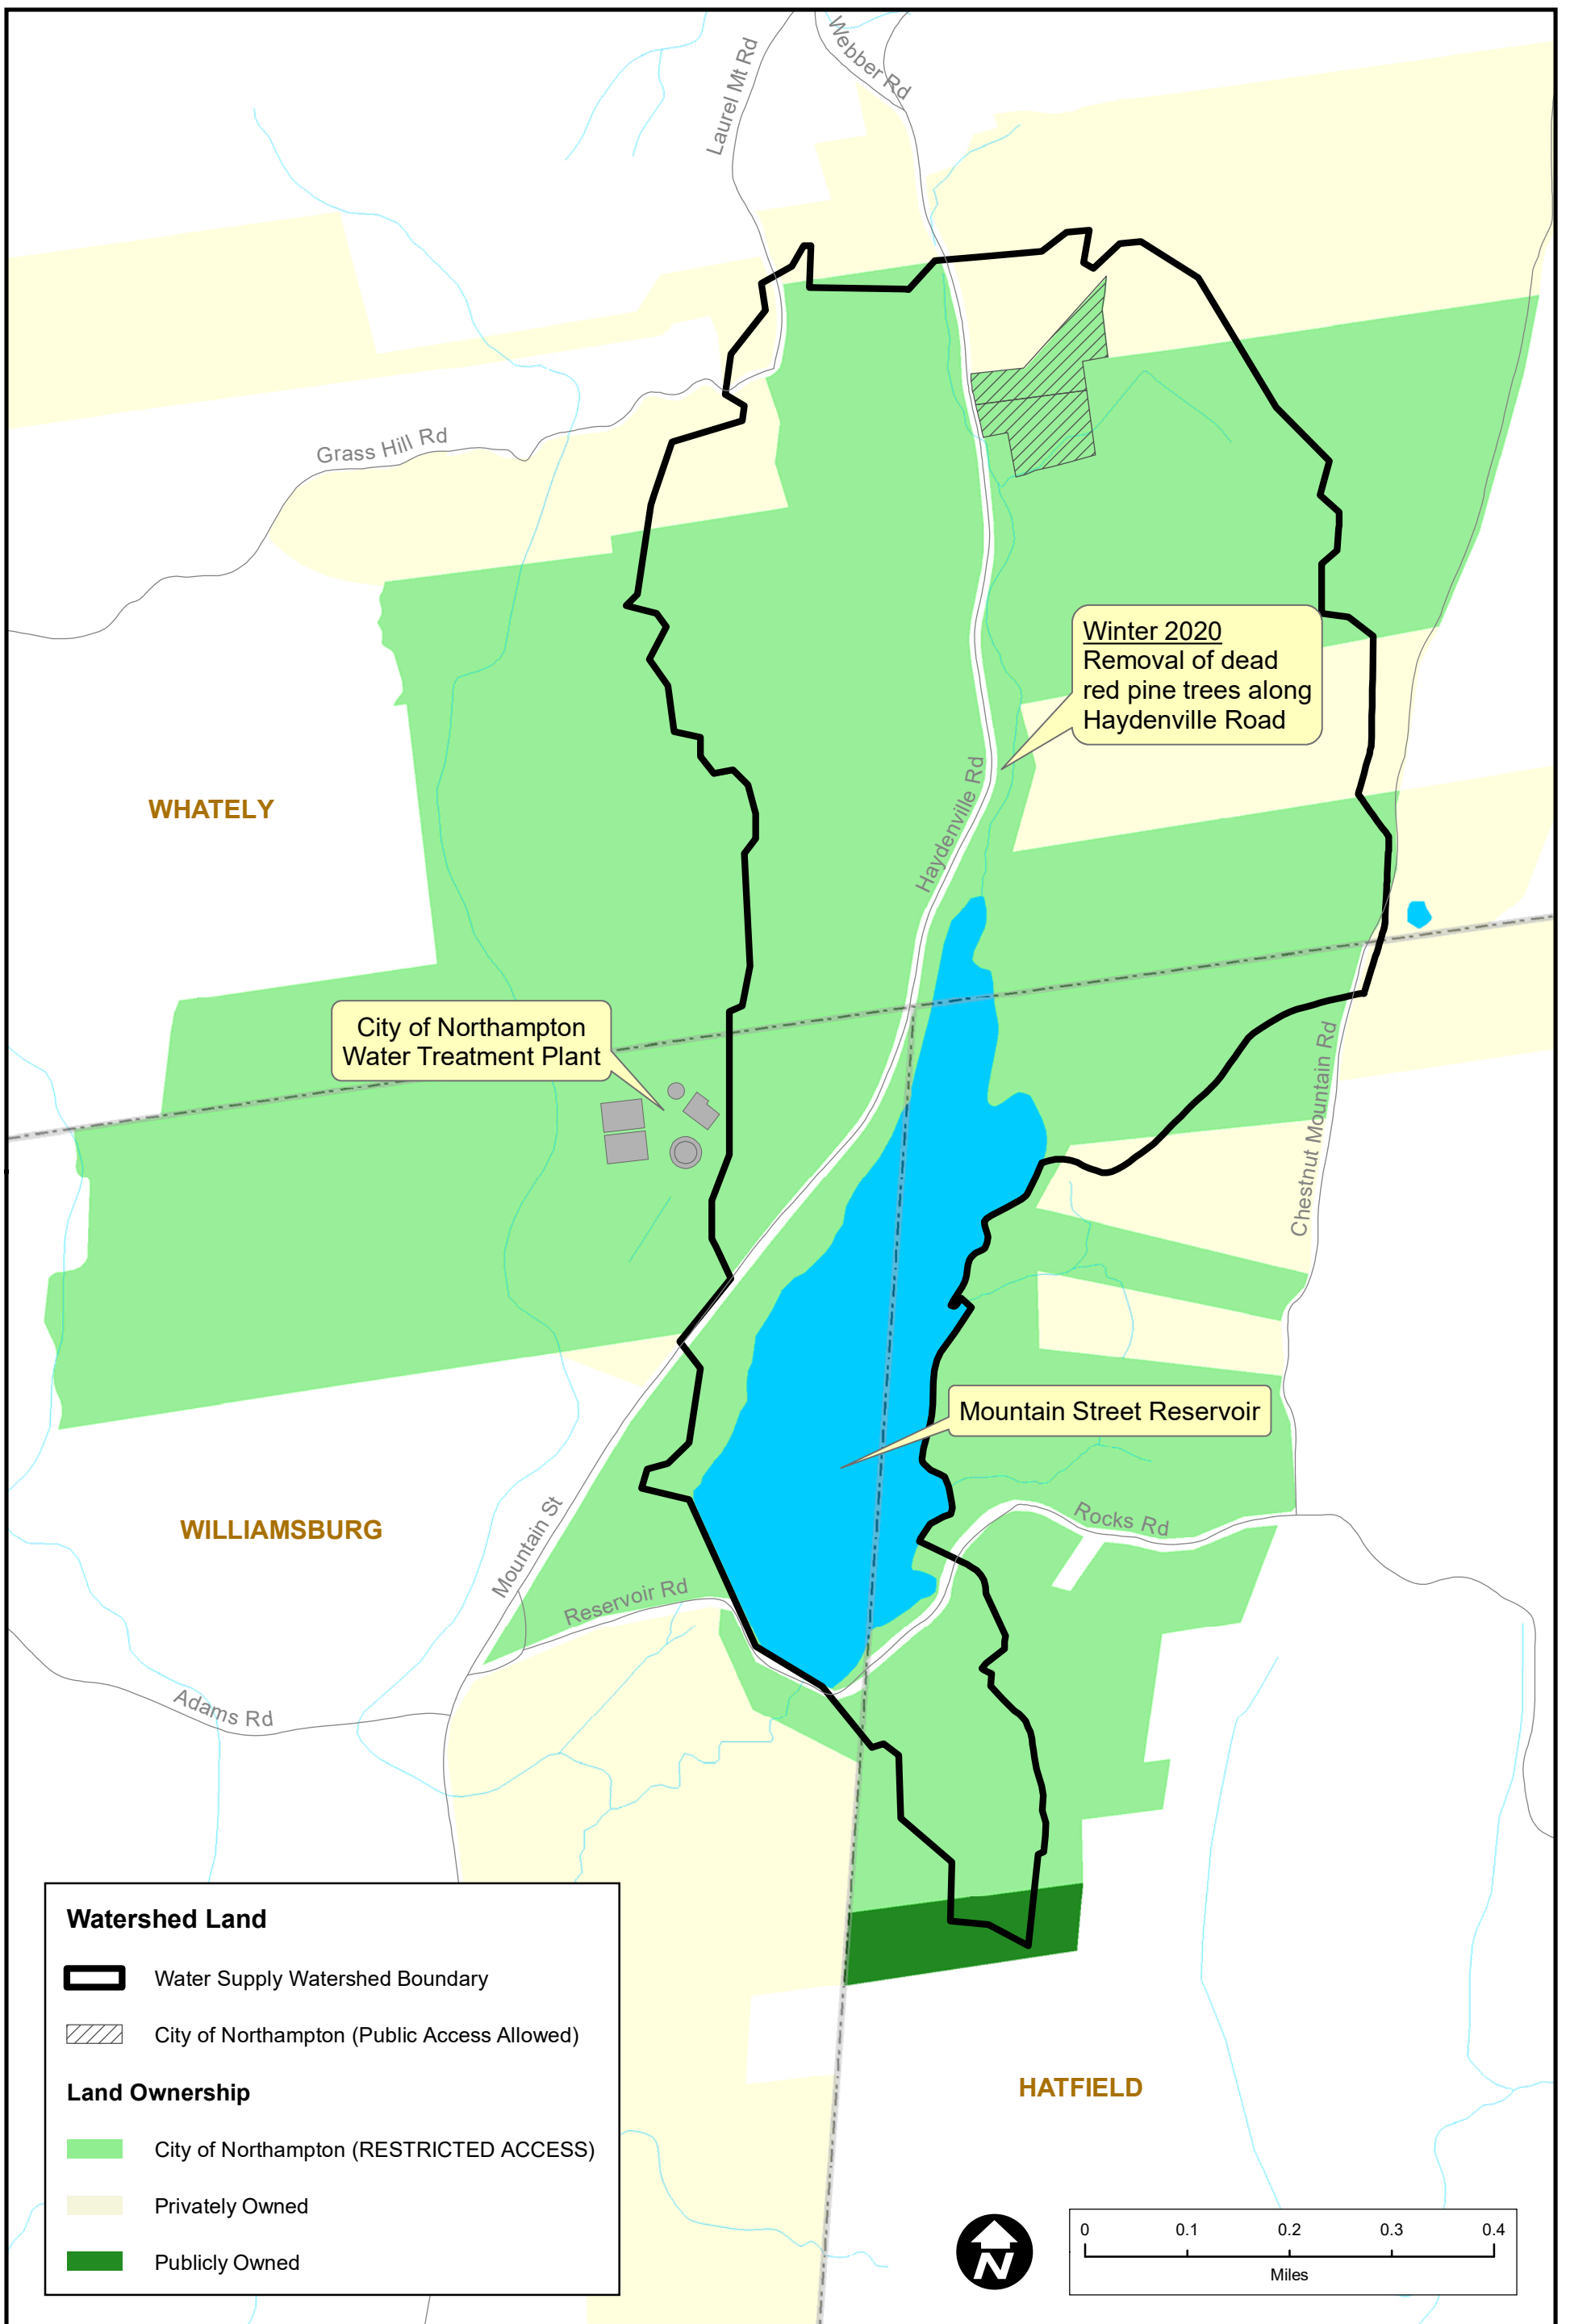 Webber Rd
Laurel Mt Rd
Grass Hill Rd
Winter 2020
Removal of dead
red pine trees along
Haydenville Road
Haydenville Rd
WHATELY
City of Northampton
Water Treatment Plant
Chestnut Mountain Rd
Mountain Street Reservoir
Rocks Rd
WILLIAMSBURG
Mountain St
Reservoir Rd
Adams Rd
Watershed Land
Water Supply Watershed Boundary
City of Northampton (Public Access Allowed)
Land Ownership
City of Northampton (RESTRICTED ACCESS)
Privately Owned
Publicly Owned
HATFIELD
N
0 0.1 0.2 0.3 0.4
Miles